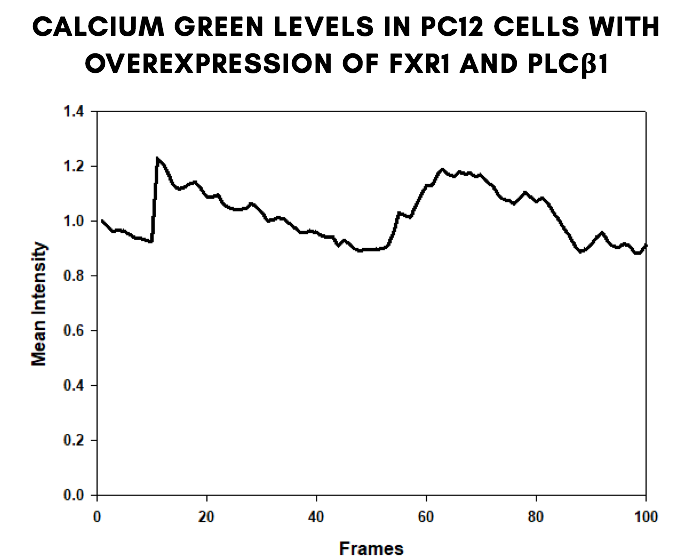 CALCIUM GREEN LEVELS IN PC12 CELLS WITH
OVEREXPRESSION OF FXR1 AND PLCβ1
1.4
1.2
1.0
0.8
0.6
0.4
0.2
0.0
Mean Intensity
0 20 40 60 80 100
Frames